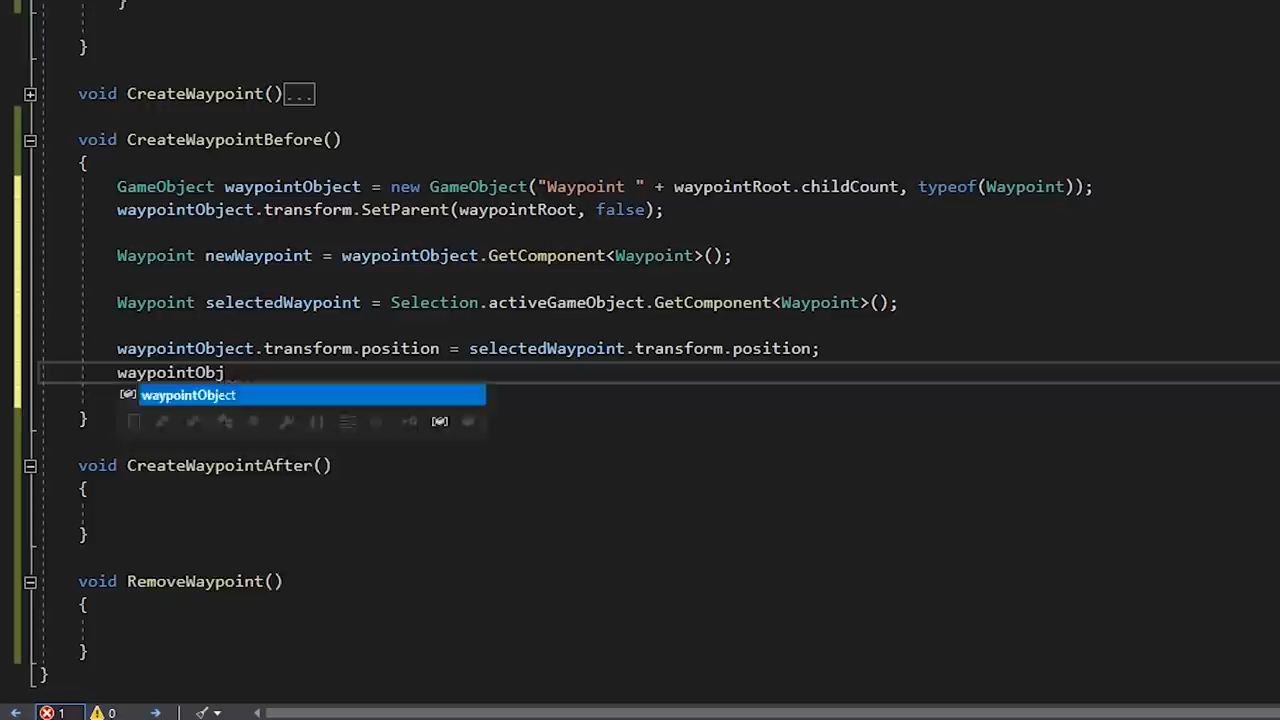 }
}
void CreateWaypoint()...
void CreateWaypointBefore()
{
GameObject waypointObject = new GameObject("Waypoint " + waypointRoot.childCount, typeof(Waypoint));
waypointObject.transform.SetParent(waypointRoot, false);
Waypoint newWaypoint = waypointObject.GetComponent<Waypoint>();
Waypoint selectedWaypoint = Selection.activeGameObject.GetComponent<Waypoint>();
waypointObject.transform.position = selectedWaypoint.transform.position;
waypointObj
waypointObject
}
void CreateWaypointAfter()
{
}
void RemoveWaypoint()
{
}
}
1 0